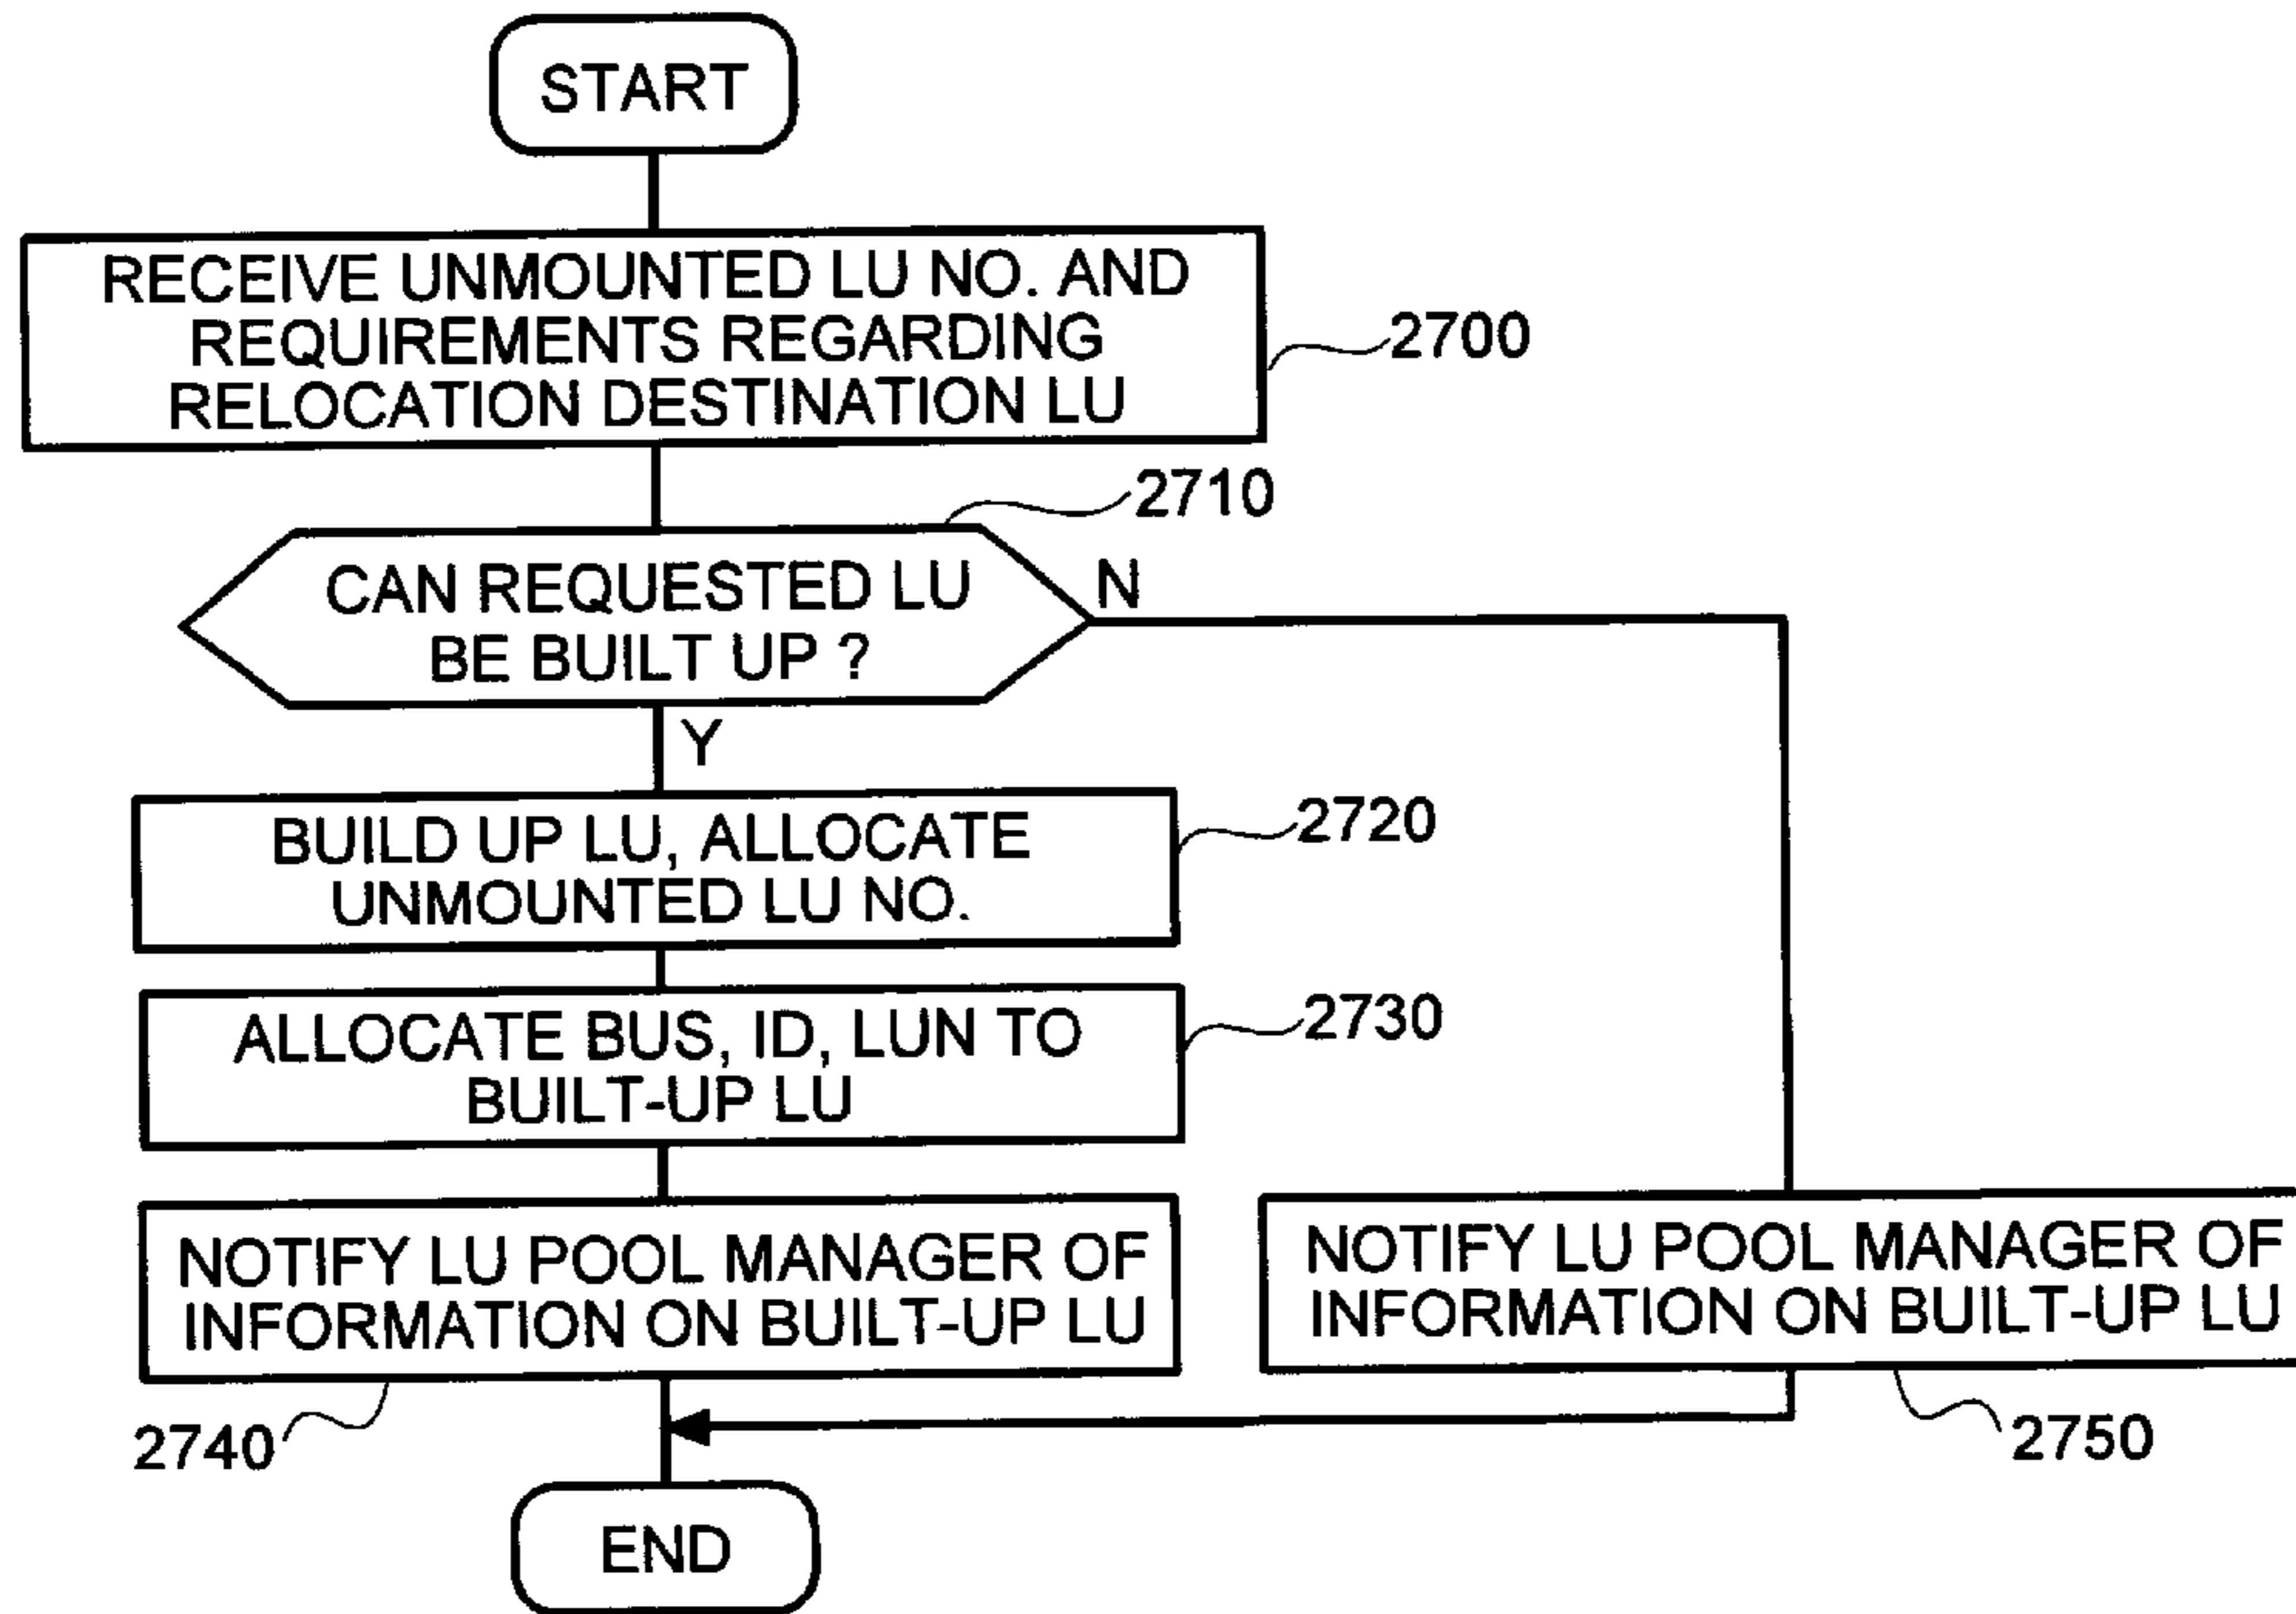 START
RECEIVE UNMOUNTED LU NO. AND
REQUIREMENTS REGARDING
RELOCATION DESTINATION LU
2700
2710
CAN REQUESTED LU
BE BUILT UP ?
N
Y
BUILD UP LU, ALLOCATE
UNMOUNTED LU NO.
2720
ALLOCATE BUS, ID, LUN TO
BUILT-UP LU
2730
NOTIFY LU POOL MANAGER OF
INFORMATION ON BUILT-UP LU
2740
NOTIFY LU POOL MANAGER OF
INFORMATION ON BUILT-UP LU
2750
END